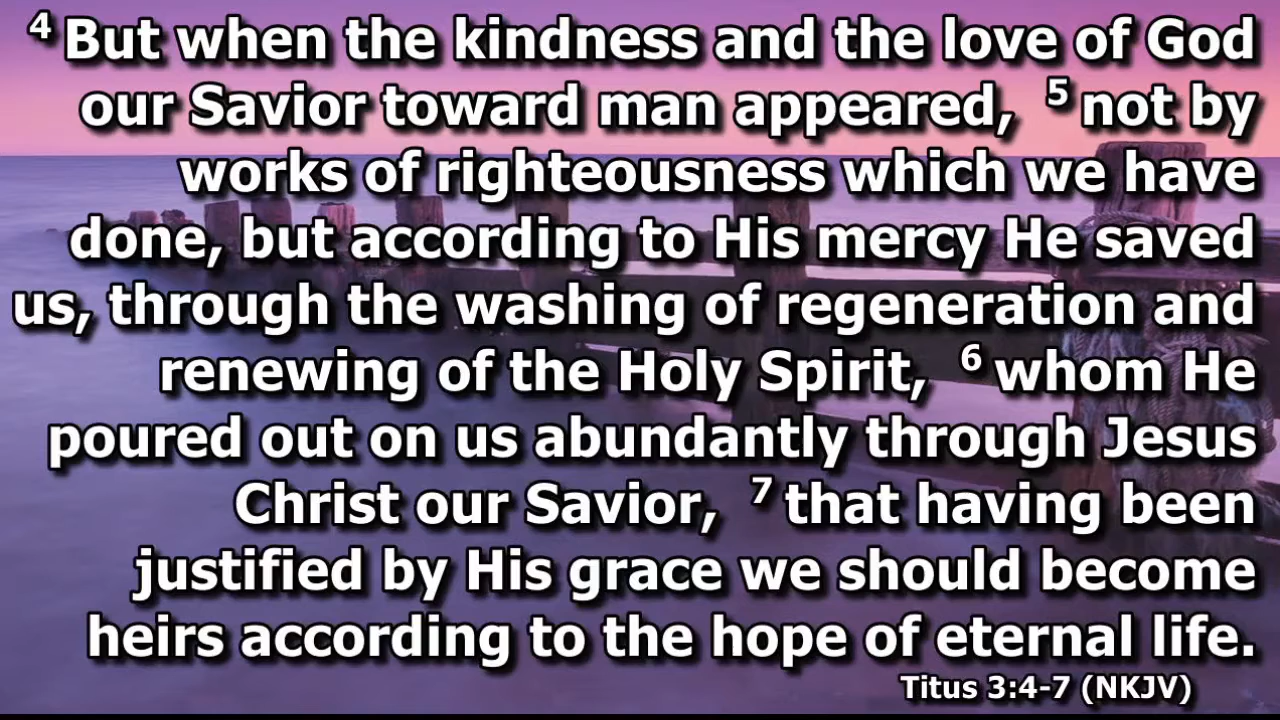 4 But when the kindness and the love of God
our Savior toward man appeared, 5 not by
works of righteousness which we have
done, but according to His mercy He saved
us, through the washing of regeneration and
renewing of the Holy Spirit, 6 whom He
poured out on us abundantly through Jesus
Christ our Savior, 7 that having been
justified by His grace we should become
heirs according to the hope of eternal life.
Titus 3:4-7 (NKJV)